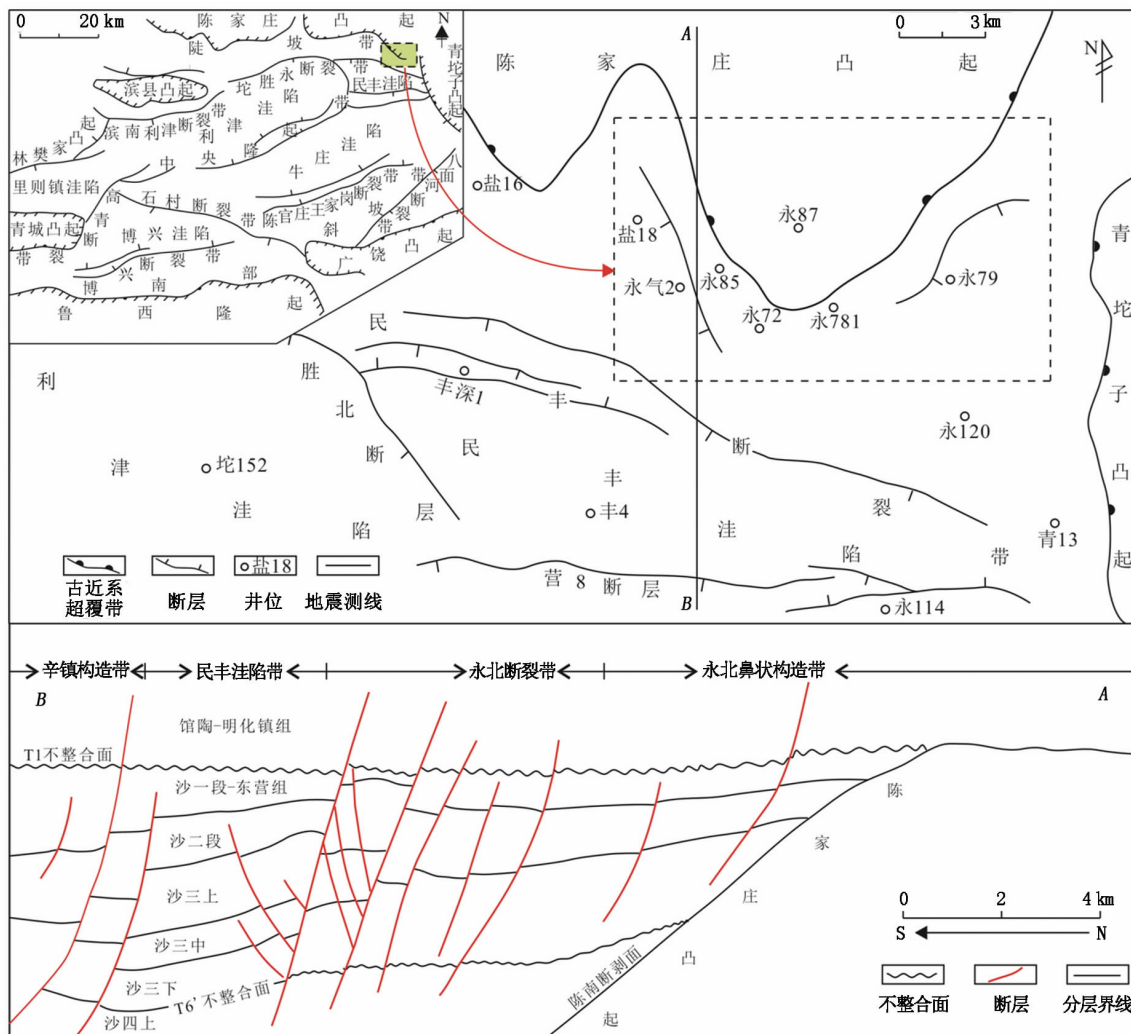 0 20 km
N
陈家庄凸起
陡坡带
青坨子凸起
滨县凸起
坨胜永断裂带
民丰洼陷
滨南利津断裂带
利津洼陷
林樊家凸起
中央隆起带
里则镇洼陷
牛庄洼陷
高青断裂带
石村断裂带
陈官庄王家岗断裂带
八面河断裂带
青城凸起
博兴洼陷
斜坡带
博兴断裂带
广饶凸起
鲁西隆起
南部
A
0 3 km
N
陈家庄凸起
盐16
盐18
永87
永85
永气2
永79
永72
永781
青坨子凸起
民丰断裂带
丰深1
胜北断层
永120
利津洼陷
坨152
民丰洼陷
丰4
青13
营8断层
B
永114
古近系
超覆带
断层
盐18
井位
地震测线
辛镇构造带
民丰洼陷带
永北断裂带
永北鼻状构造带
B
A
馆陶-明化镇组
T1不整合面
沙一段-东营组
沙二段
沙三上
沙三中
沙三下
T6'不整合面
沙四上
陈南断剥面
陈家庄凸起
0 2 4 km
S N
不整合面
断层
分层界线